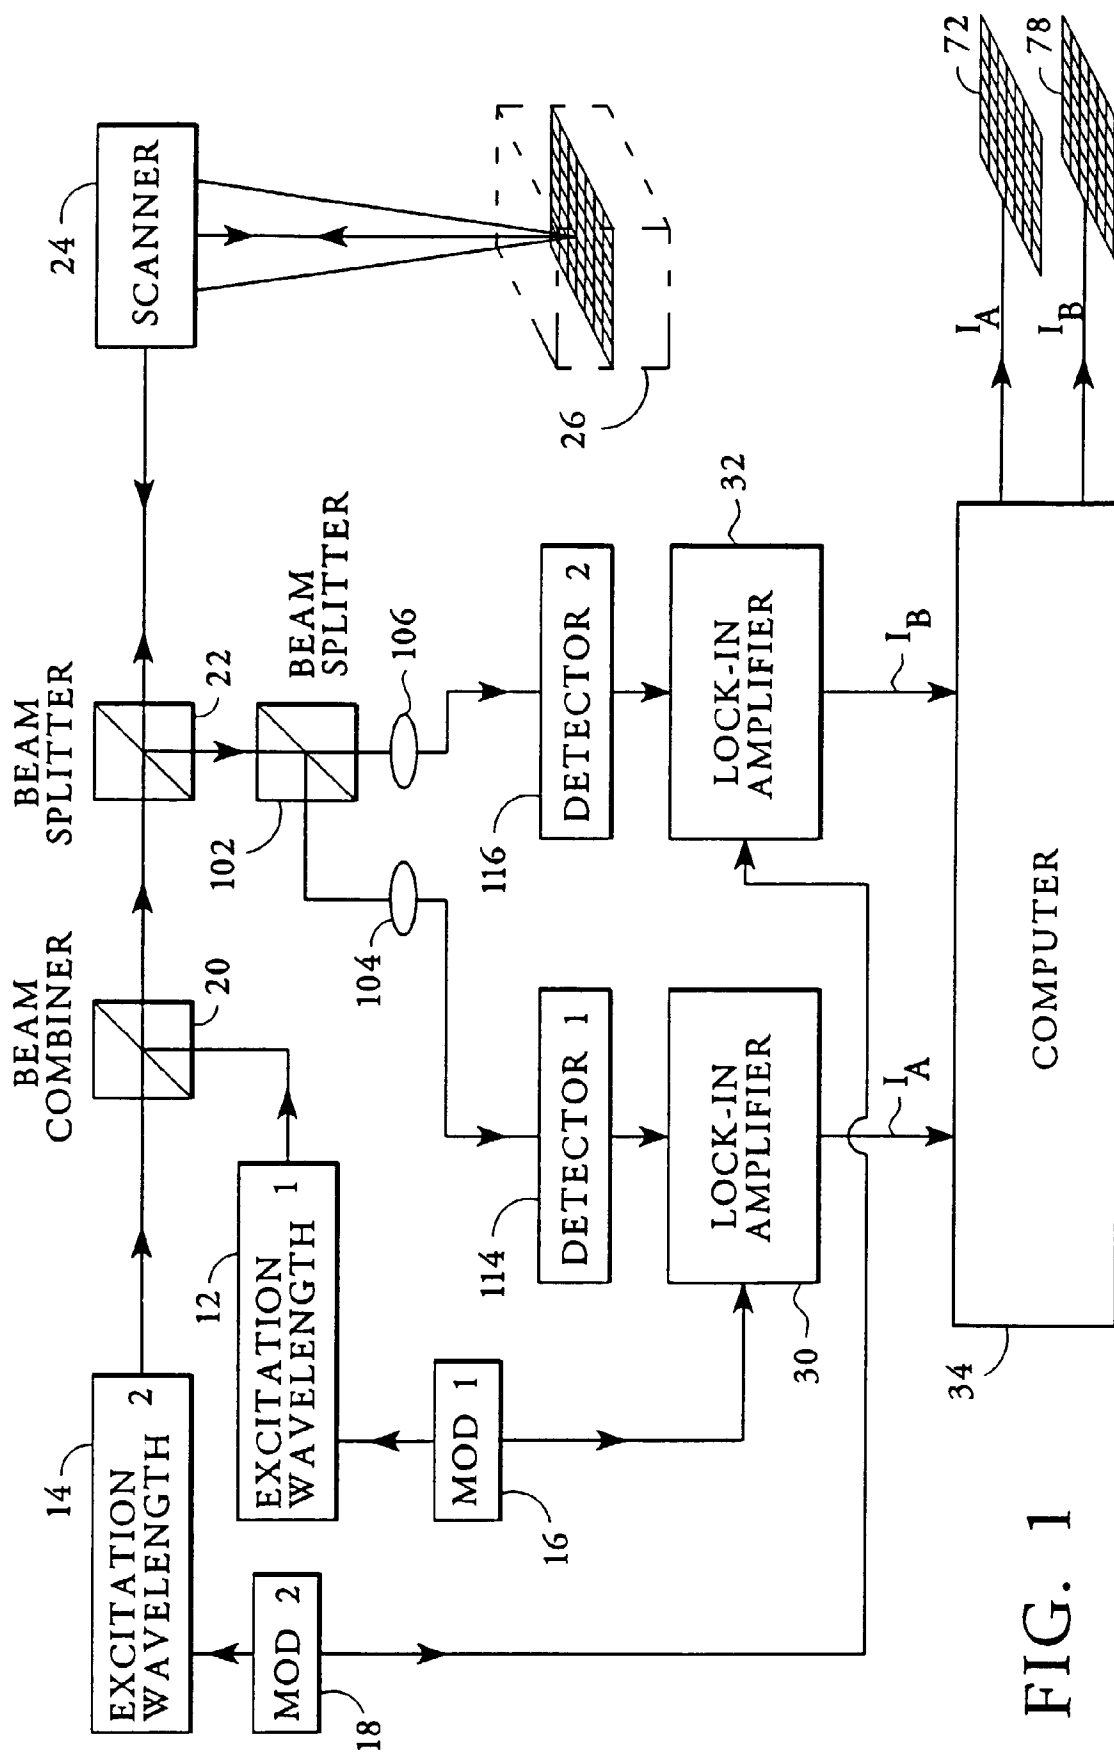 14
EXCITATION 2
WAVELENGTH
MOD 2
18
12
EXCITATION 1
WAVELENGTH
MOD 1
16
BEAM
COMBINER
20
BEAM
SPLITTER
22
24
SCANNER
26
102
BEAM
SPLITTER
104
106
114
DETECTOR 1
116
DETECTOR 2
LOCK-IN
AMPLIFIER
30
LOCK-IN
AMPLIFIER
32
I_A
I_B
34
COMPUTER
I_A
72
I_B
78
FIG. 1